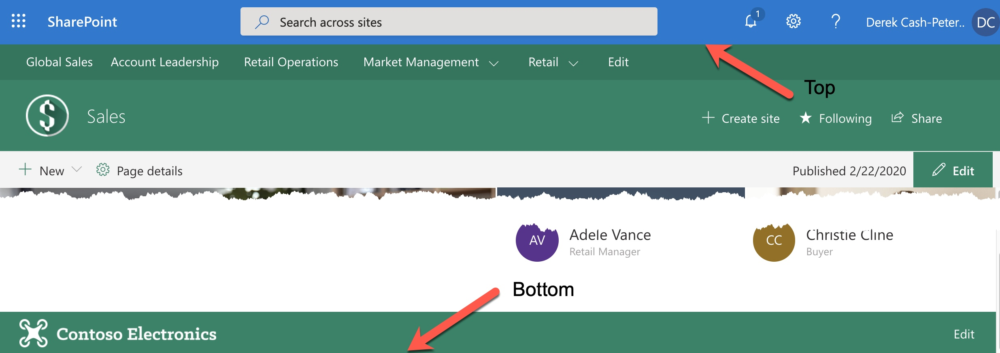 SharePoint Search across sites 1 Derek Cash-Peter.. DC
Global Sales Account Leadership Retail Operations Market Management Retail Edit
Top
$ Sales
Create site Following Share
New Page details Published 2/22/2020 Edit
AV Adele Vance CC Christie Cline
Retail Manager Buyer
Bottom
Contoso Electronics Edit